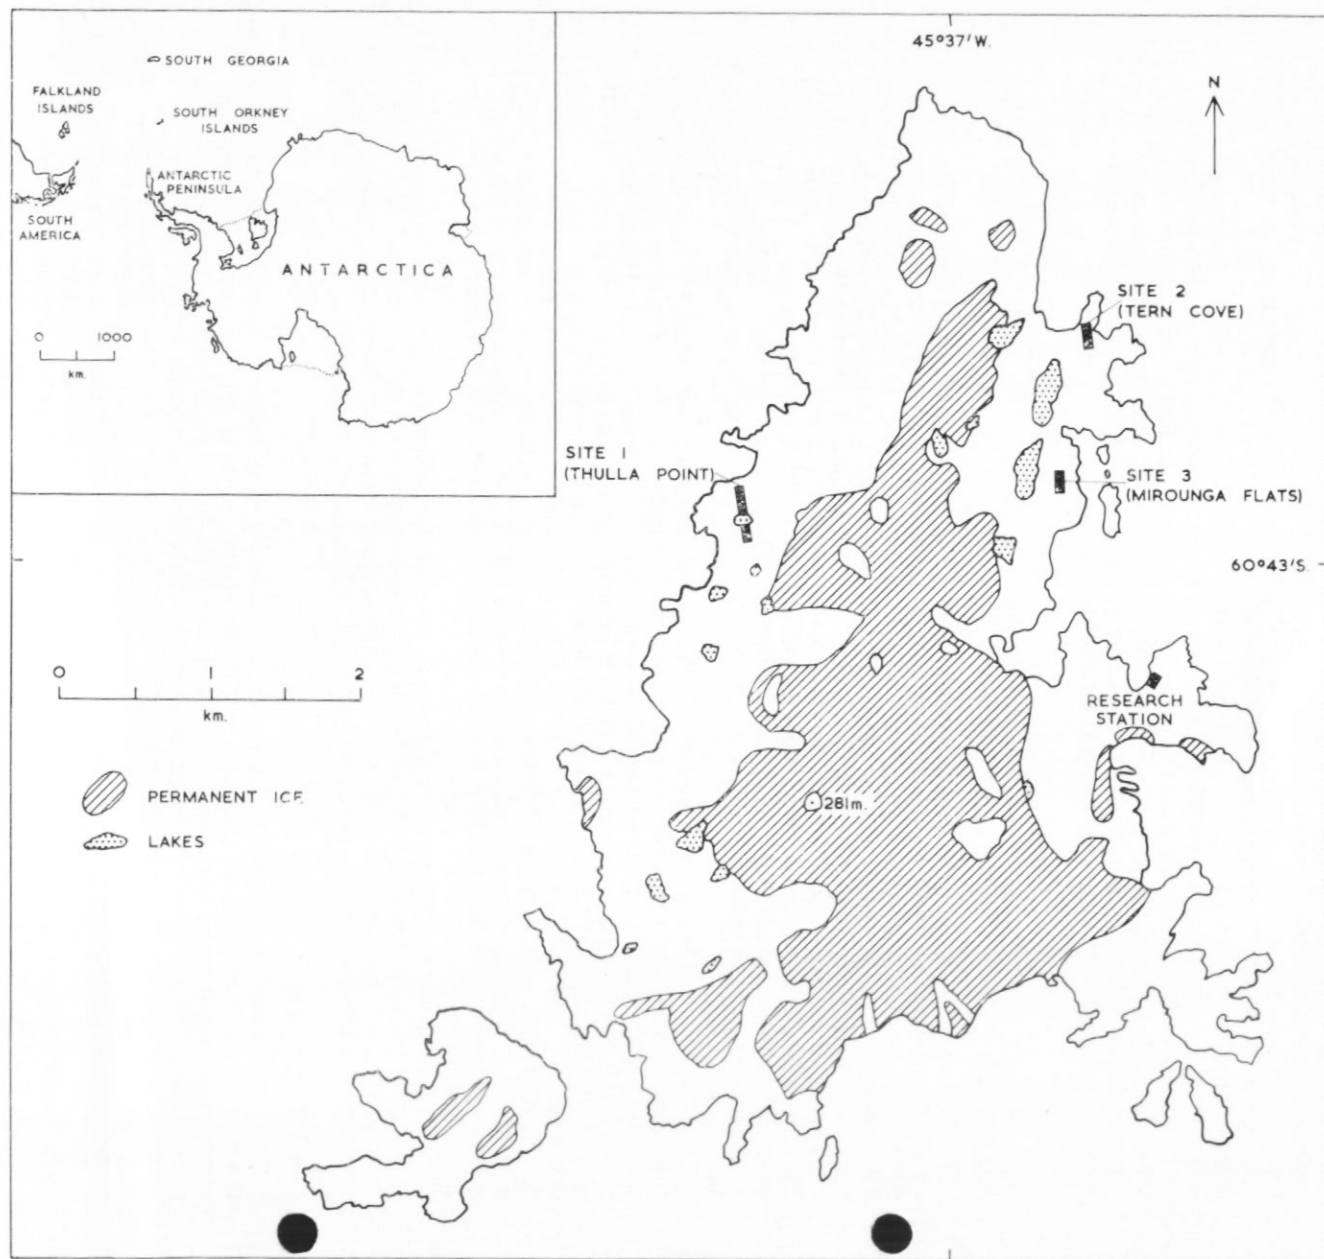 SOUTH GEORGIA
FALKLAND
ISLANDS
SOUTH ORKNEY
ISLANDS
ANTARCTIC
PENINSULA
SOUTH
AMERICA
ANTARCTICA
0 1000
km.
45°37'W.
N
SITE 2
(TERN COVE)
SITE 1
(THULLA POINT)
SITE 3
(MIROUNGA FLATS)
60°43'S.
0 1 2
km.
RESEARCH
STATION
PERMANENT ICE
281m.
LAKES